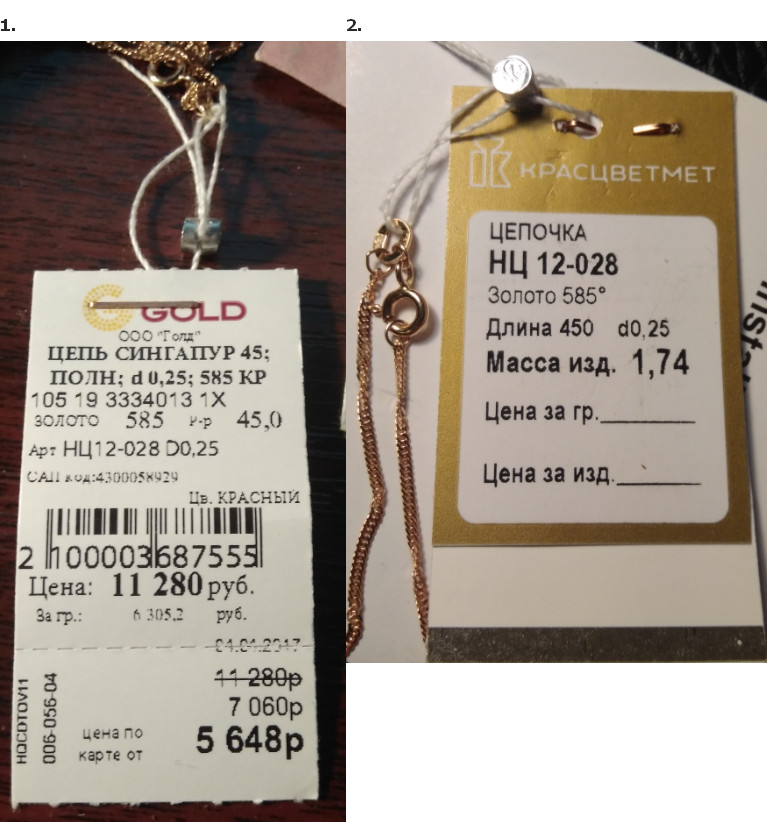 1.
2.
GOLD
ООО "Голд"
ЦЕПЬ СИНГАПУР 45;
ПОЛН; d 0,25; 585 КР
105 19 3334013 1X
ЗОЛОТО 585 Р-р 45,0
Арт НЦ12-028 D0,25
САП код:4300058929
Цв. КРАСНЫЙ
2 100003687555
Цена: 11 280 руб.
За гр.: 6 305,2 руб.
04.01.2017
11 280р
7 060р
цена по
карте от 5 648р
006-056-04
КРАСЦВЕТМЕТ
ЦЕПОЧКА
НЦ 12-028
Золото 585°
Длина 450 d0,25
Масса изд. 1,74
Цена за гр.
Цена за изд.